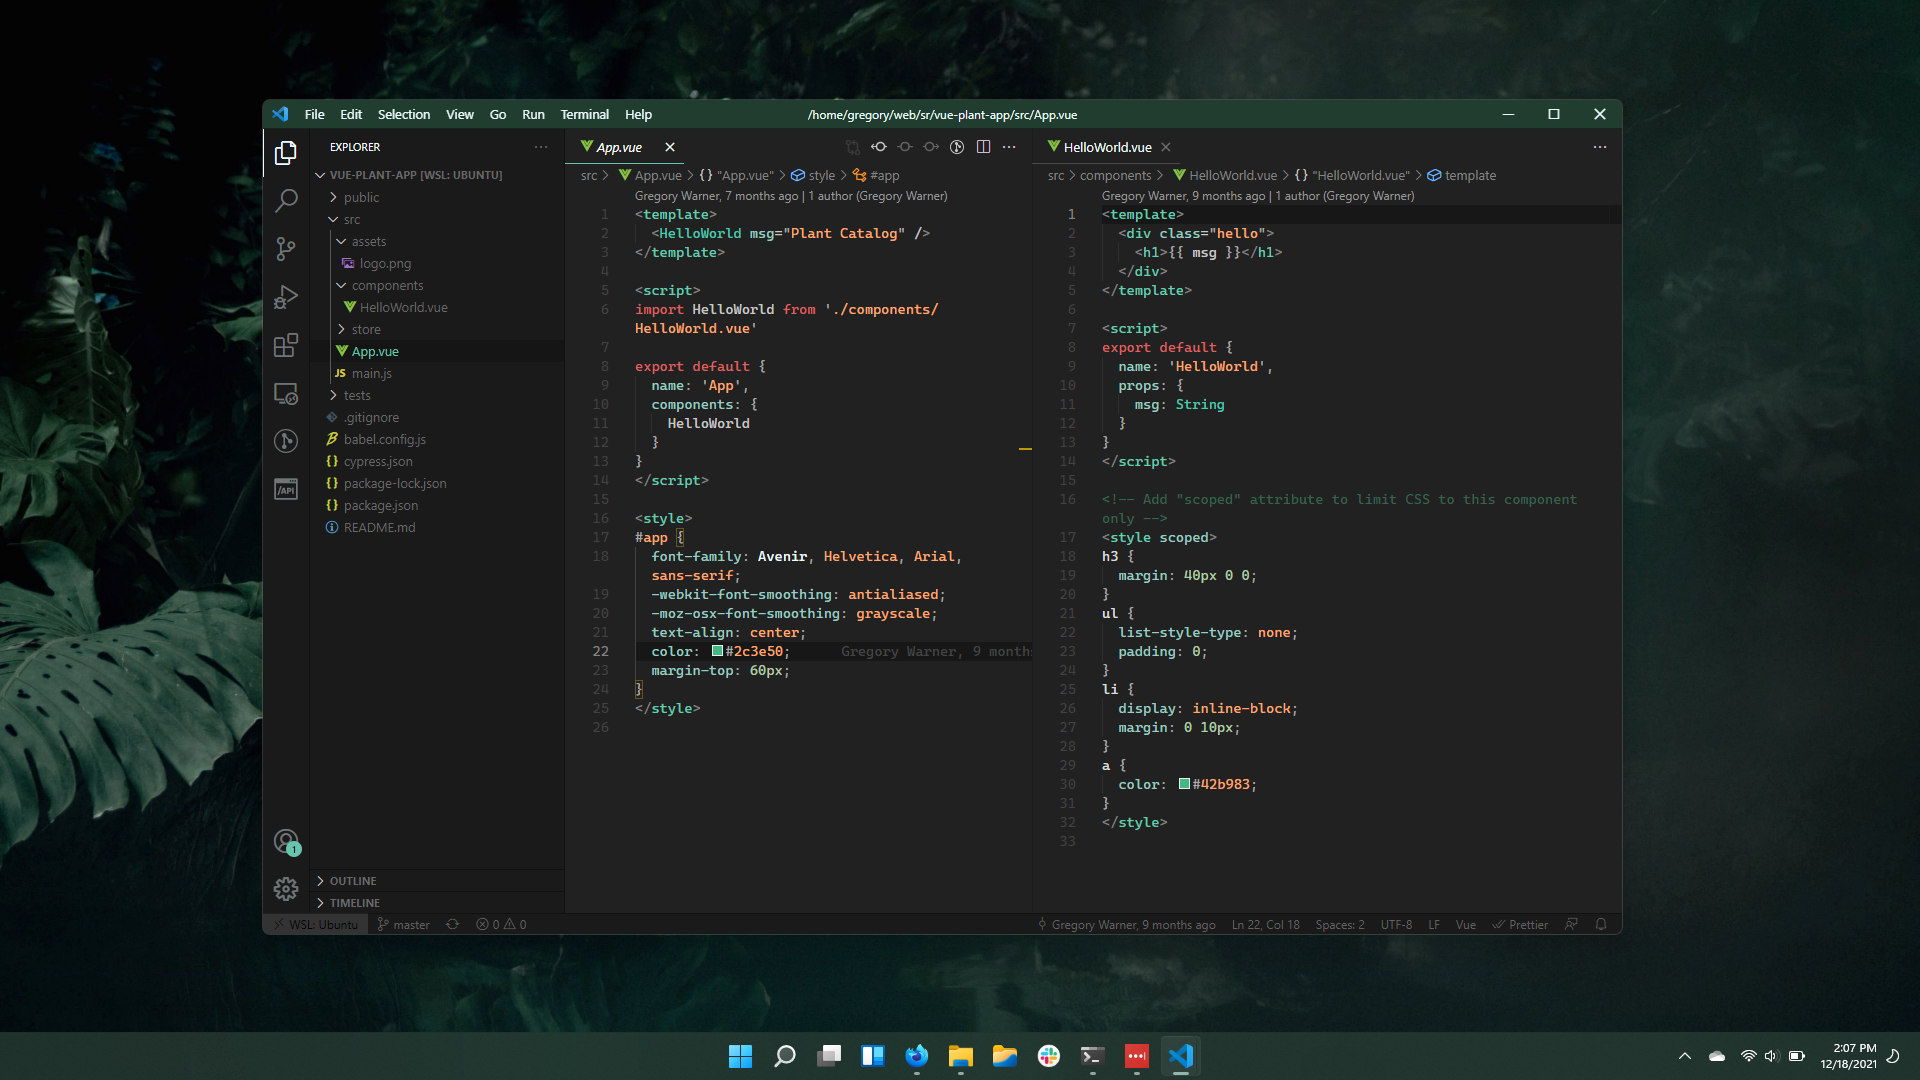 File Edit Selection View Go Run Terminal Help
/home/gregory/web/sr/vue-plant-app/src/App.vue
EXPLORER
VUE-PLANT-APP [WSL: UBUNTU]
public
src
assets
logo.png
components
HelloWorld.vue
store
App.vue
JS main.js
tests
.gitignore
babel.config.js
{} cypress.json
{} package-lock.json
{} package.json
README.md
/API
1
OUTLINE
TIMELINE
App.vue
src > App.vue > {} "App.vue" > style > #app
Gregory Warner, 7 months ago | 1 author (Gregory Warner)
1 <template>
2 <HelloWorld msg="Plant Catalog" />
3 </template>
4
5 <script>
6 import HelloWorld from './components/
HelloWorld.vue'
7
8 export default {
9 name: 'App',
10 components: {
11 HelloWorld
12 }
13 }
14 </script>
15
16 <style>
17 #app {
18 font-family: Avenir, Helvetica, Arial,
sans-serif;
19 -webkit-font-smoothing: antialiased;
20 -moz-osx-font-smoothing: grayscale;
21 text-align: center;
22 color: #2c3e50; Gregory Warner, 9 month
23 margin-top: 60px;
24 }
25 </style>
26
HelloWorld.vue
src > components > HelloWorld.vue > {} "HelloWorld.vue" > template
Gregory Warner, 9 months ago | 1 author (Gregory Warner)
1 <template>
2 <div class="hello">
3 <h1>{{ msg }}</h1>
4 </div>
5 </template>
6
7 <script>
8 export default {
9 name: 'HelloWorld',
10 props: {
11 msg: String
12 }
13 }
14 </script>
15
16 <!-- Add "scoped" attribute to limit CSS to this component
only -->
17 <style scoped>
18 h3 {
19 margin: 40px 0 0;
20 }
21 ul {
22 list-style-type: none;
23 padding: 0;
24 }
25 li {
26 display: inline-block;
27 margin: 0 10px;
28 }
29 a {
30 color: #42b983;
31 }
32 </style>
33
WSL: Ubuntu master 0 0
Gregory Warner, 9 months ago Ln 22, Col 18 Spaces: 2 UTF-8 LF Vue Prettier
2:07 PM
12/18/2021